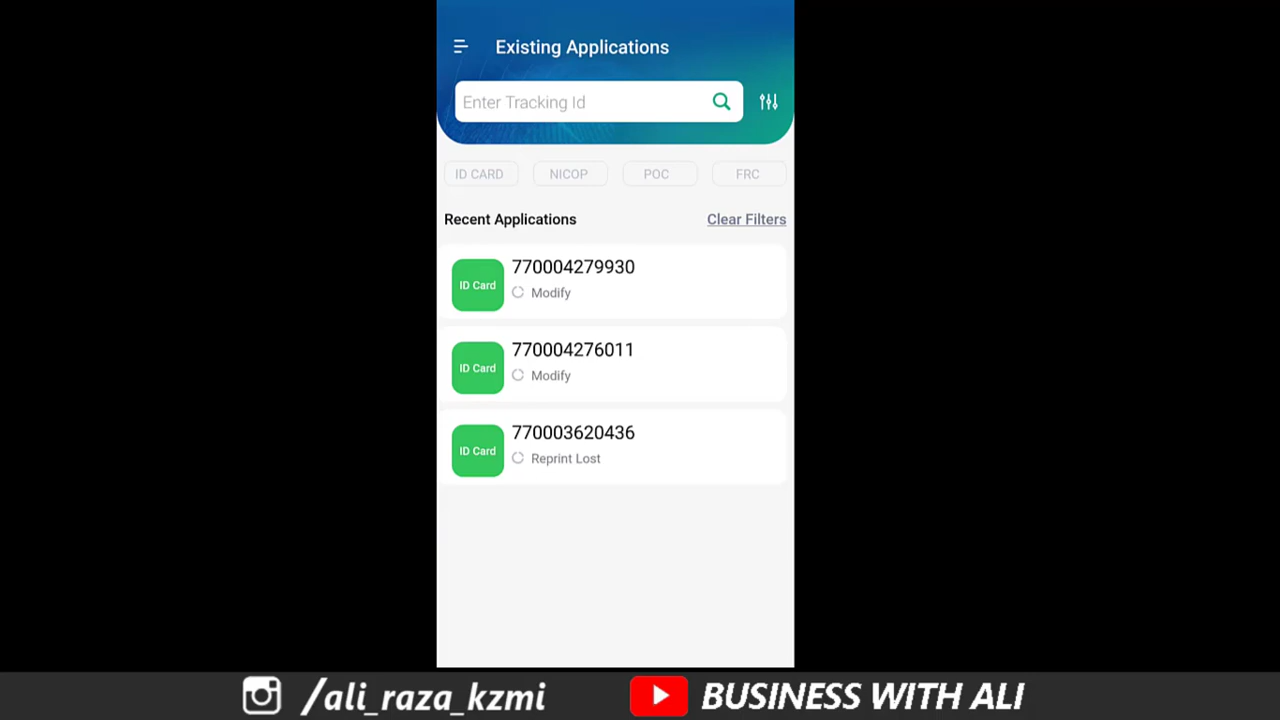 Existing Applications
Enter Tracking Id
ID CARD NICOP POC FRC
Recent Applications Clear Filters
ID Card 770004279930
Modify
ID Card 770004276011
Modify
ID Card 770003620436
Reprint Lost
/ali_raza_kzmi BUSINESS WITH ALI